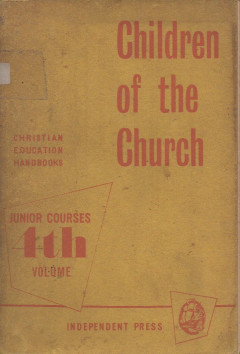 Children
of the
Church
CHRISTIAN
EDUCATION
HANDBOOKS
JUNIOR COURSES
4th
VOLUME
INDEPENDENT PRESS